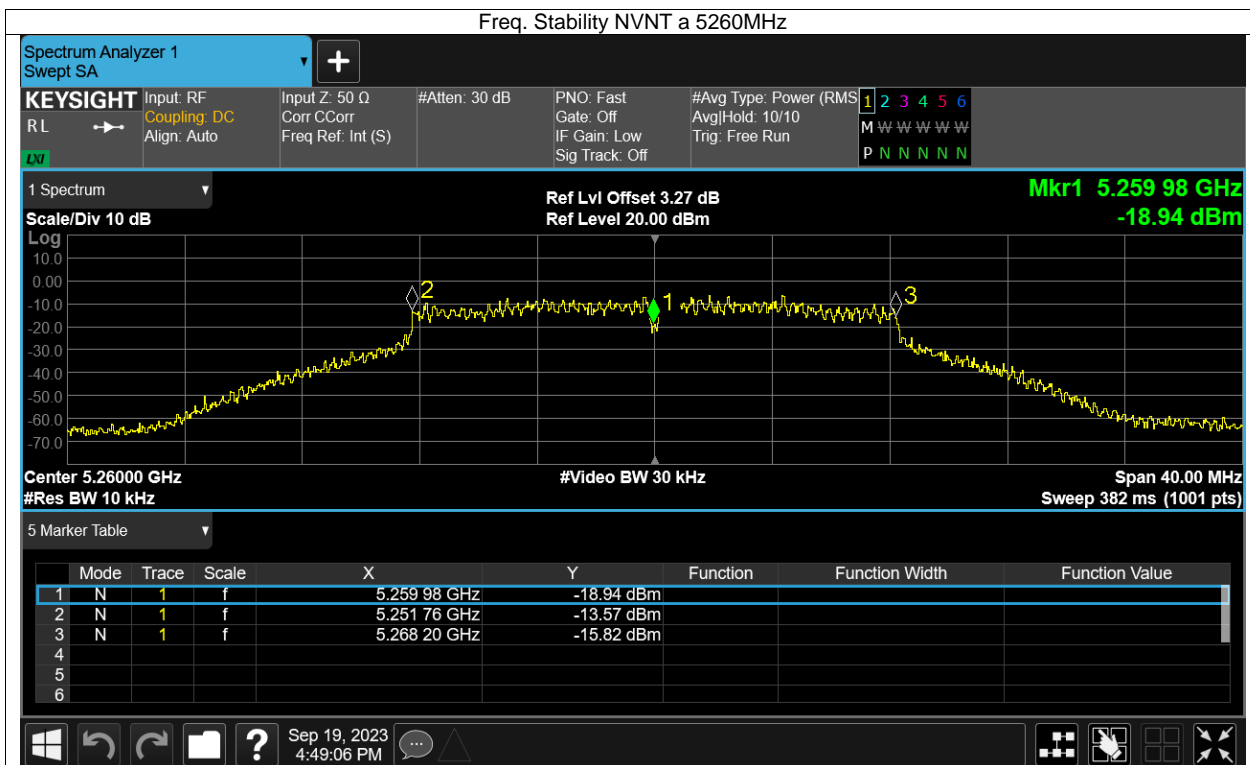 Freq. Stability NVNT a 5260MHz
Spectrum Analyzer 1
Swept SA
KEYSIGHT Input: RF Input Z: 50 Ω #Atten: 30 dB PNO: Fast #Avg Type: Power (RMS 1 2 3 4 5 6
RL Coupling: DC Corr CCorr Gate: Off Avg|Hold: 10/10 M W W W W W
Align: Auto Freq Ref: Int (S) IF Gain: Low Trig: Free Run
LXI Sig Track: Off P N N N N N
1 Spectrum Ref Lvl Offset 3.27 dB Mkr1 5.259 98 GHz
Scale/Div 10 dB Ref Level 20.00 dBm -18.94 dBm
Log
10.0
0.00
2 1 3
-10.0
-20.0
-30.0
-40.0
-50.0
-60.0
-70.0
Center 5.26000 GHz #Video BW 30 kHz Span 40.00 MHz
#Res BW 10 kHz Sweep 382 ms (1001 pts)
5 Marker Table
Mode Trace Scale X Y Function Function Width Function Value
1 N 1 f 5.259 98 GHz -18.94 dBm
2 N 1 f 5.251 76 GHz -13.57 dBm
3 N 1 f 5.268 20 GHz -15.82 dBm
4
5
6
? Sep 19, 2023
4:49:06 PM